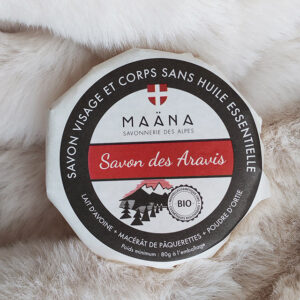 SAVON VISAGE ET CORPS SANS HUILE ESSENTIELLE
MAÄNA
SAVONNERIE DES ALPES
Savon des Aravis
BIO
LAIT D'AVOINE + MACÉRÂT DE PÂQUERETTES + POUDRE D'ORTIE
Poids minimum : 80g à l'emballage